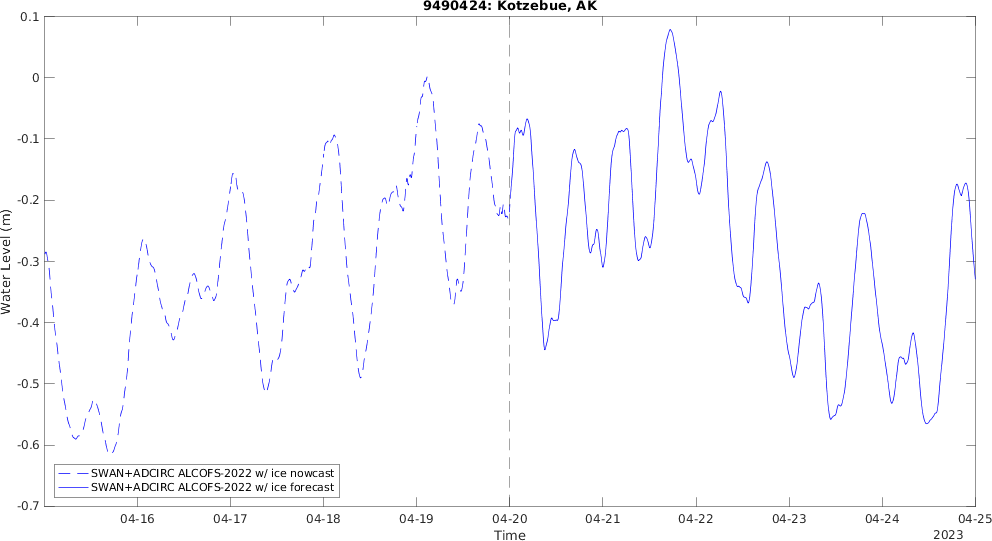 9490424: Kotzebue, AK
0.1
0
-0.1
-0.2
-0.3
-0.4
-0.5
-0.6
-0.7
Water Level (m)
SWAN+ADCIRC ALCOFS-2022 w/ ice nowcast
SWAN+ADCIRC ALCOFS-2022 w/ ice forecast
04-16 04-17 04-18 04-19 04-20 04-21 04-22 04-23 04-24 04-25
Time
2023